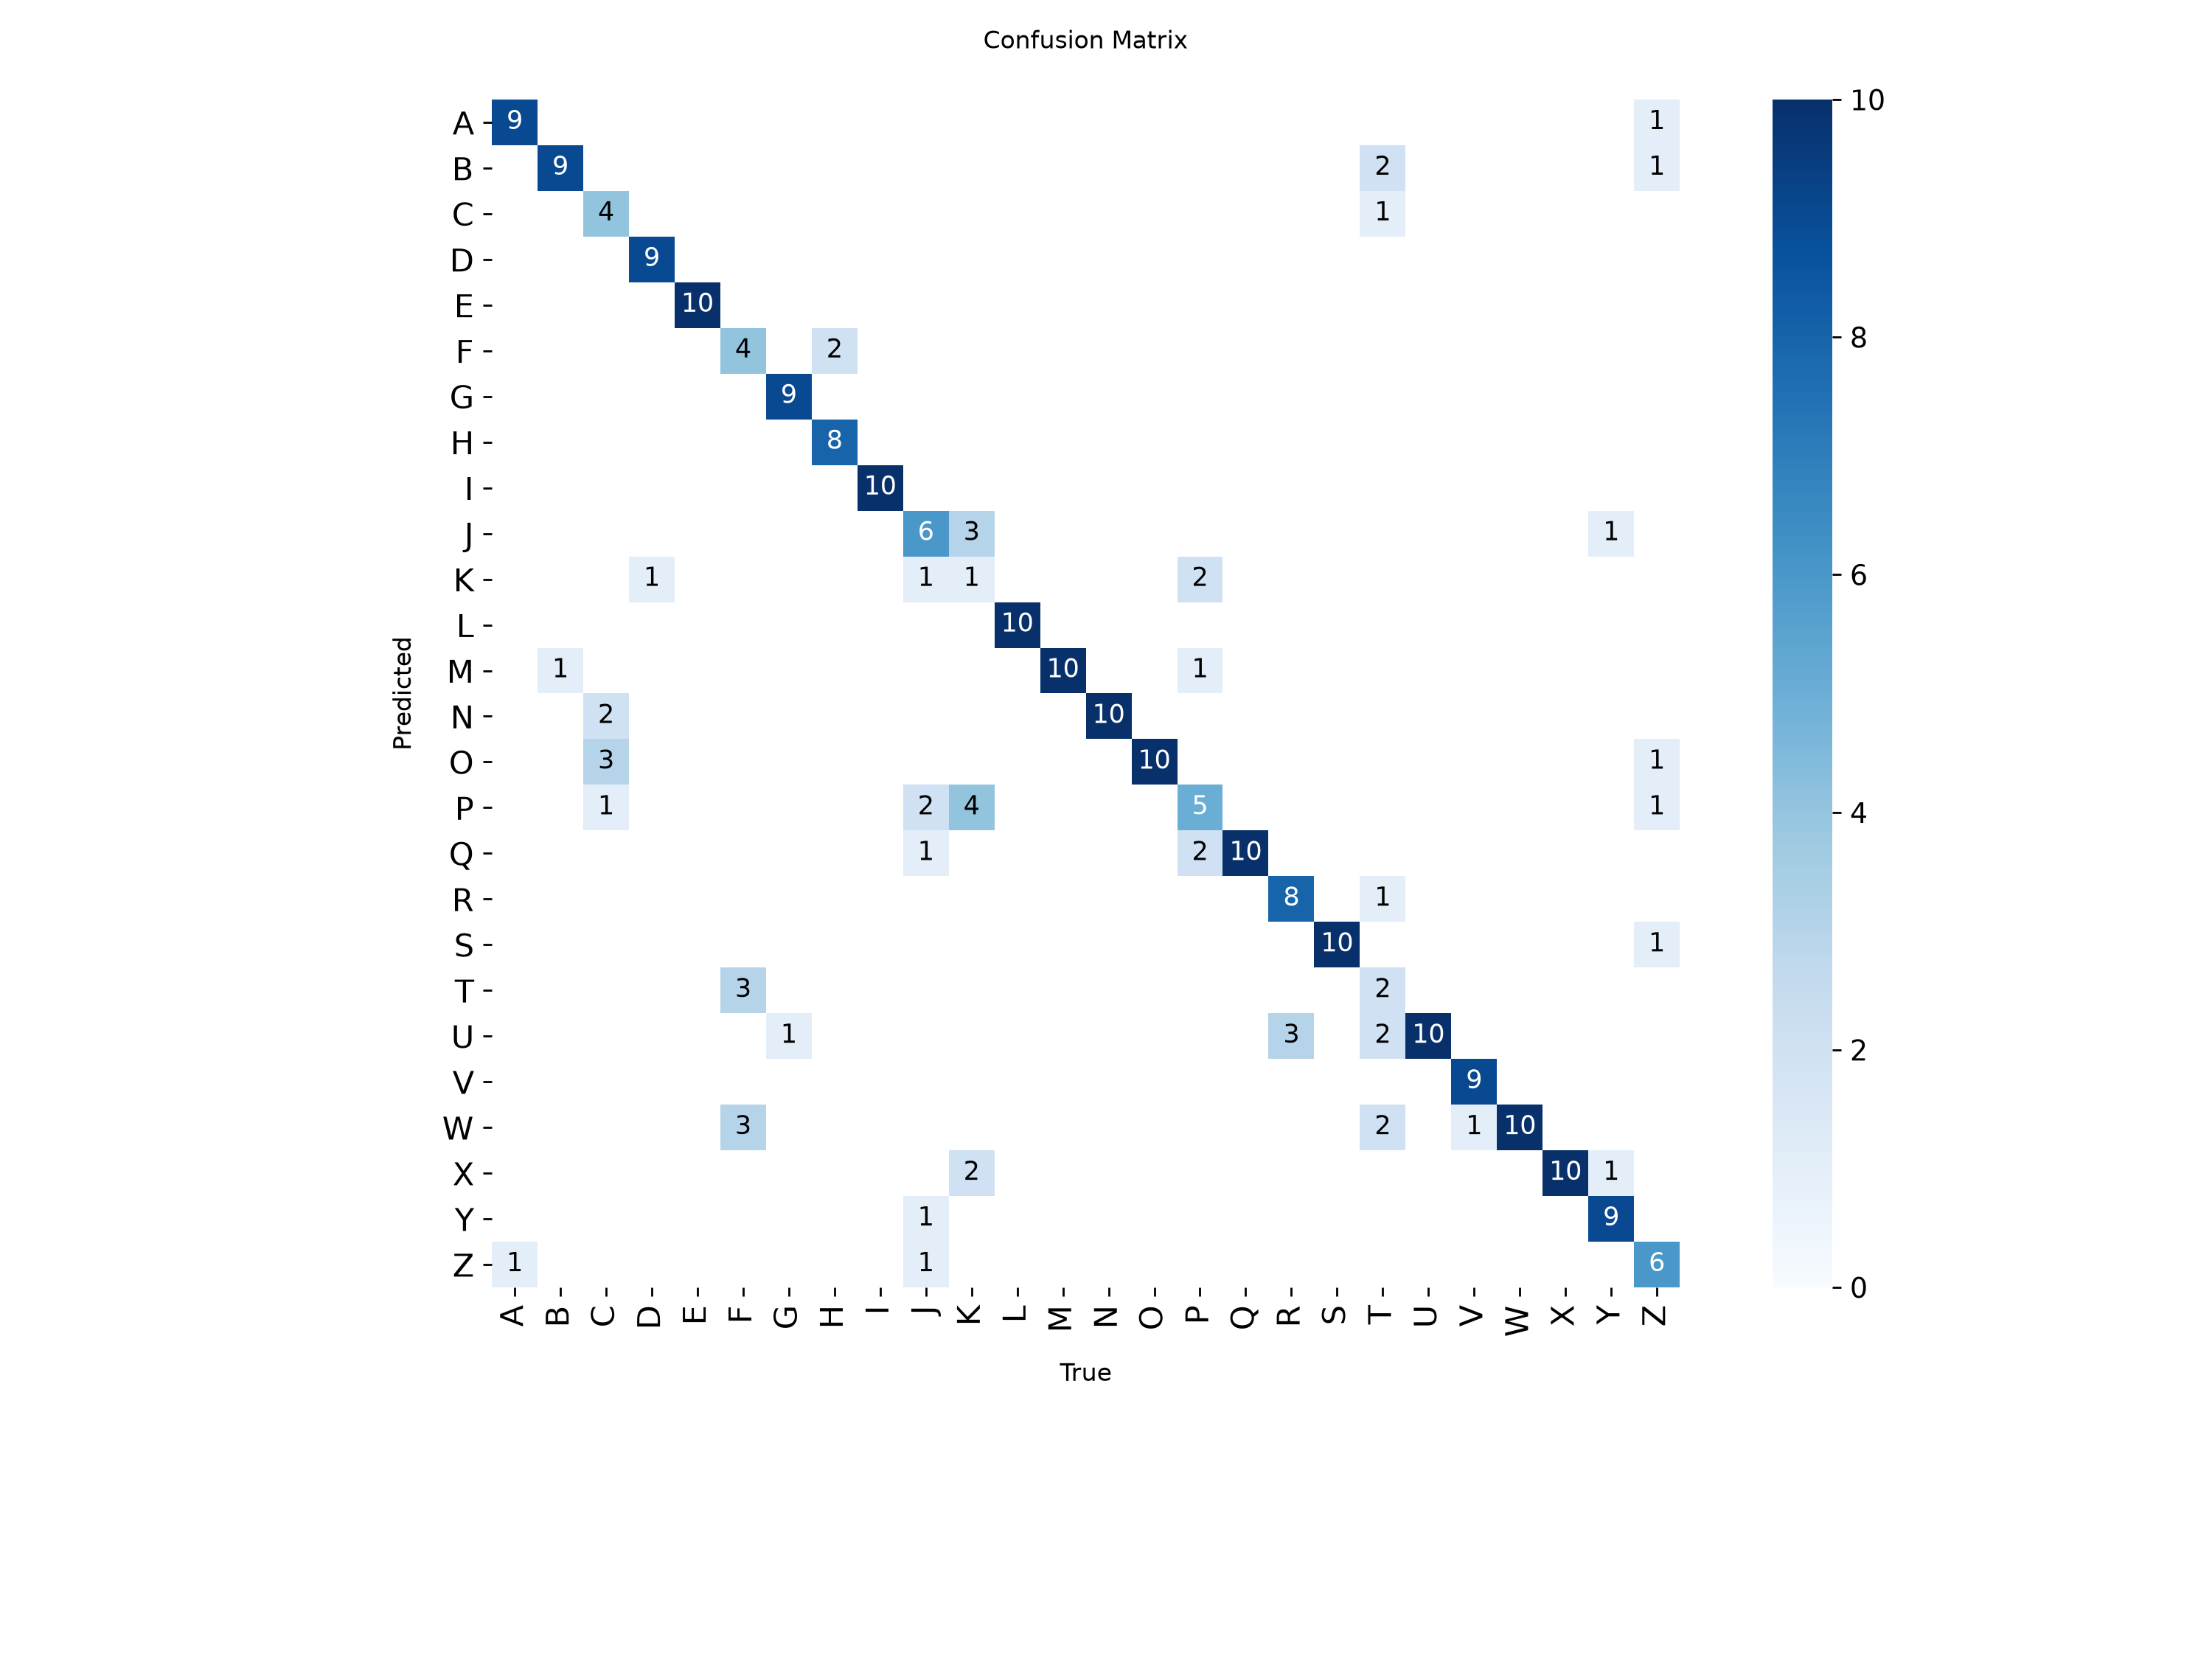 Confusion Matrix
A 9 1
B 9 2 1
C 4 1
D 9
E 10
F 4 2
G 9
H 8
I 10
J 6 3 1
K 1 1 1 2
L 10
M 1 10 1
N 2 10
O 3 10 1
P 1 2 4 5 1
Q 1 2 10
R 8 1
S 10 1
T 3 2
U 1 3 2 10
V 9
W 3 2 1 10
X 2 10 1
Y 1 9
Z 1 1 6
A B C D E F G H I J K L M N O P Q R S T U V W X Y Z
Predicted
True
10
8
6
4
2
0